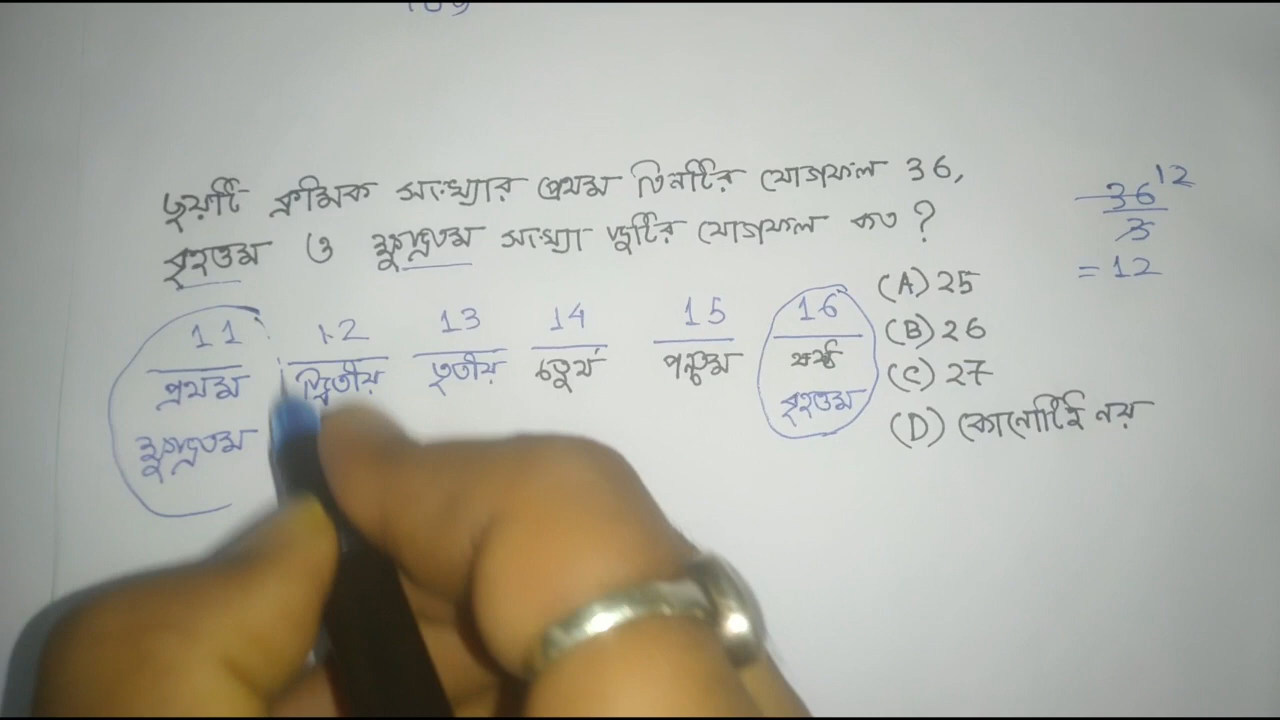 ছয়টি ক্রমিক সংখ্যার প্রথম তিনটির যোগফল 36,
বৃহত্তম ও ক্ষুদ্রতম সংখ্যা দুটির যোগফল কত?
(A) 25
(B) 26
(C) 27
(D) কোনোটিই নয়
36 12
3
= 12
11 12 13 14 15 16
প্রথম দ্বিতীয় তৃতীয় চতুর্থ পঞ্চম ষষ্ঠ
ক্ষুদ্রতম বৃহত্তম